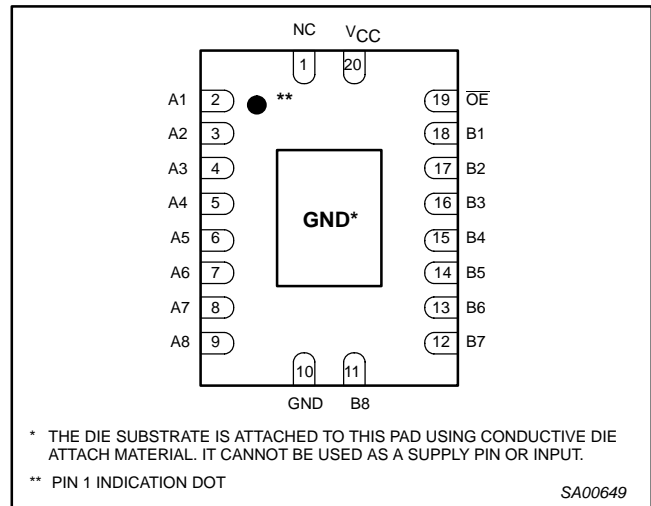 NC VCC
1 20
A1 2 ** 19 OE
A2 3 18 B1
A3 4 17 B2
A4 5 16 B3
GND*
A5 6 15 B4
A6 7 14 B5
A7 8 13 B6
A8 9 12 B7
10 11
GND B8
* THE DIE SUBSTRATE IS ATTACHED TO THIS PAD USING CONDUCTIVE DIE
ATTACH MATERIAL. IT CANNOT BE USED AS A SUPPLY PIN OR INPUT.
** PIN 1 INDICATION DOT
SA00649